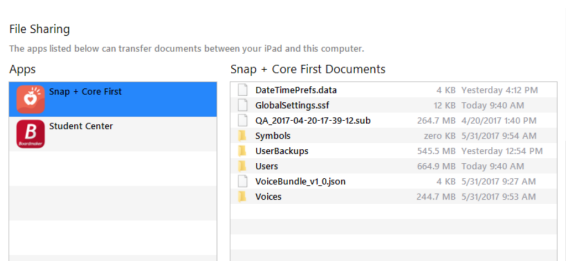 File Sharing
The apps listed below can transfer documents between your iPad and this computer.
Apps
Snap + Core First
B
Boardmaker
Student Center
Snap + Core First Documents
DateTimePrefs.data 4 KB Yesterday 4:12 PM
GlobalSettings.ssf 12 KB Today 9:40 AM
QA_2017-04-20-17-39-12.sub 264.7 MB 4/20/2017 1:40 PM
Symbols zero KB 5/31/2017 9:54 AM
UserBackups 545.5 MB Yesterday 12:54 PM
Users 664.9 MB Today 9:40 AM
VoiceBundle_v1_0.json 4 KB 5/31/2017 9:27 AM
Voices 244.7 MB 5/31/2017 9:53 AM